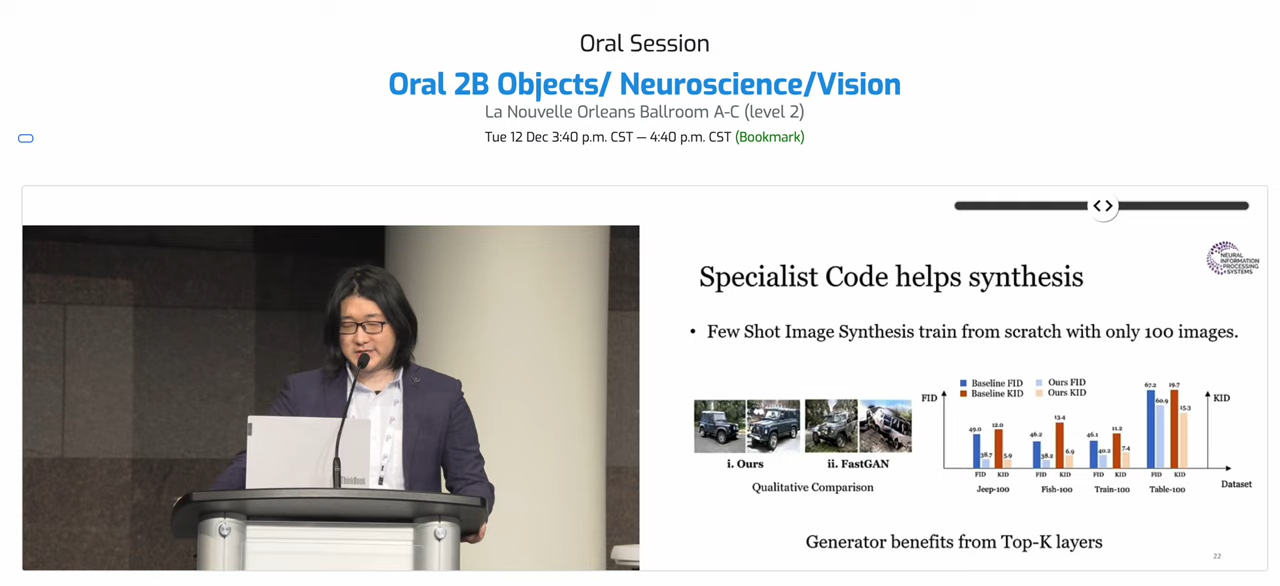 Oral Session
Oral 2B Objects/ Neuroscience/Vision
La Nouvelle Orleans Ballroom A-C (level 2)
Tue 12 Dec 3:40 p.m. CST — 4:40 p.m. CST (Bookmark)
NEURAL
INFORMATION
PROCESSING
SYSTEMS
Specialist Code helps synthesis
• Few Shot Image Synthesis train from scratch with only 100 images.
i. Ours
ii. FastGAN
Qualitative Comparison
FID
Baseline FID
Ours FID
Baseline KID
Ours KID
KID
49.0
38.7
12.0
5.9
46.2
38.2
13.4
6.9
46.1
40.2
11.2
7.4
67.2
60.9
19.7
15.3
FID KID FID KID FID KID FID KID
Jeep-100 Fish-100 Train-100 Table-100
Dataset
Generator benefits from Top-K layers
22
ThinkBook